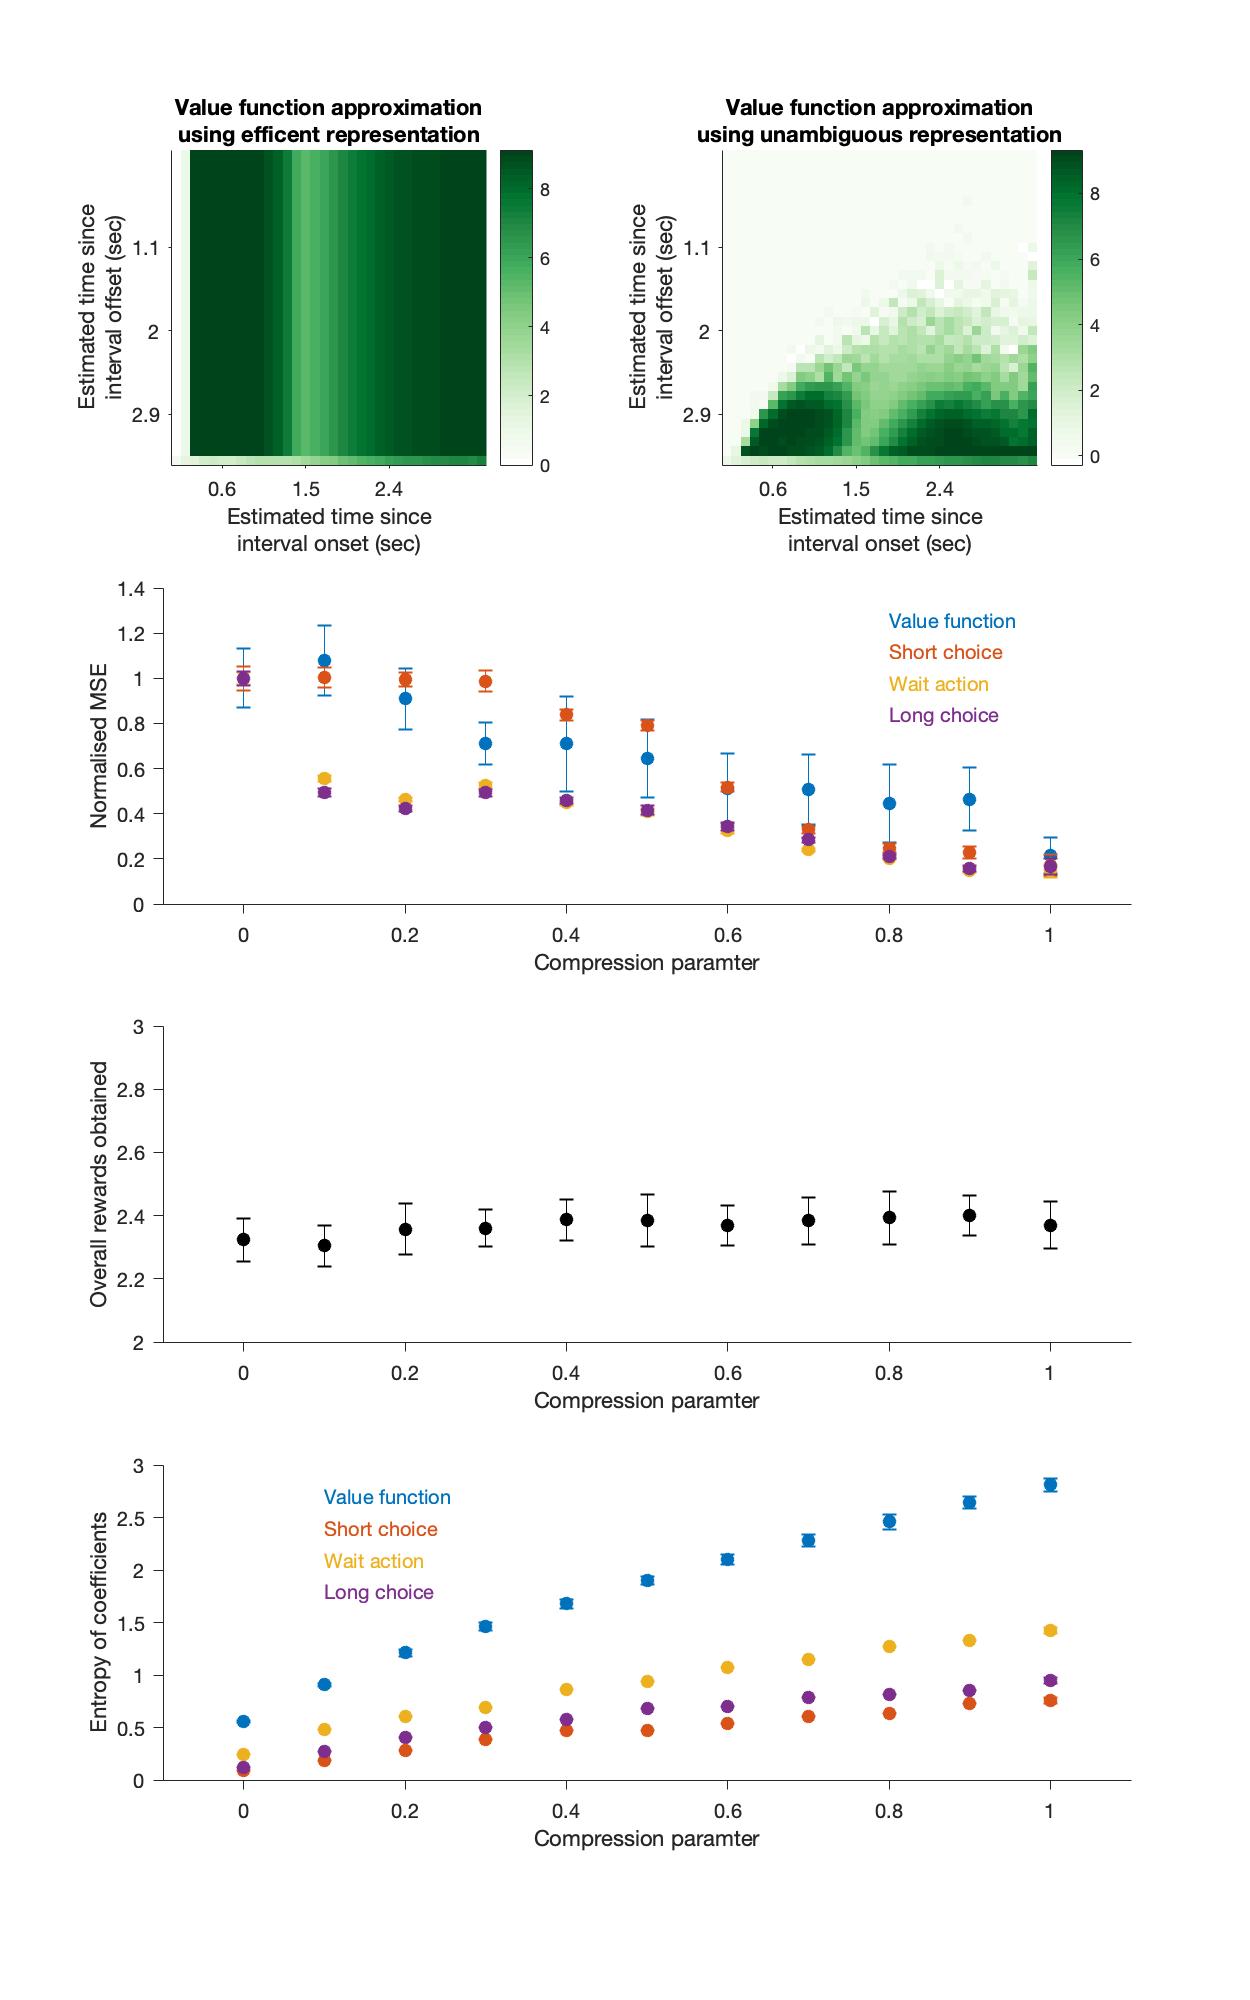 Value function approximation
using efficent representation
Value function approximation
using unambiguous representation
Estimated time since
interval offset (sec)
1.1
2
2.9
0.6
1.5
2.4
Estimated time since
interval onset (sec)
8
6
4
2
0
Estimated time since
interval offset (sec)
1.1
2
2.9
0.6
1.5
2.4
Estimated time since
interval onset (sec)
8
6
4
2
0
Normalised MSE
1.4
1.2
1
0.8
0.6
0.4
0.2
0
Value function
Short choice
Wait action
Long choice
0 0.2 0.4 0.6 0.8 1
Compression paramter
Overall rewards obtained
3
2.8
2.6
2.4
2.2
2
0 0.2 0.4 0.6 0.8 1
Compression paramter
Entropy of coefficients
3
2.5
2
1.5
1
0.5
0
Value function
Short choice
Wait action
Long choice
0 0.2 0.4 0.6 0.8 1
Compression paramter